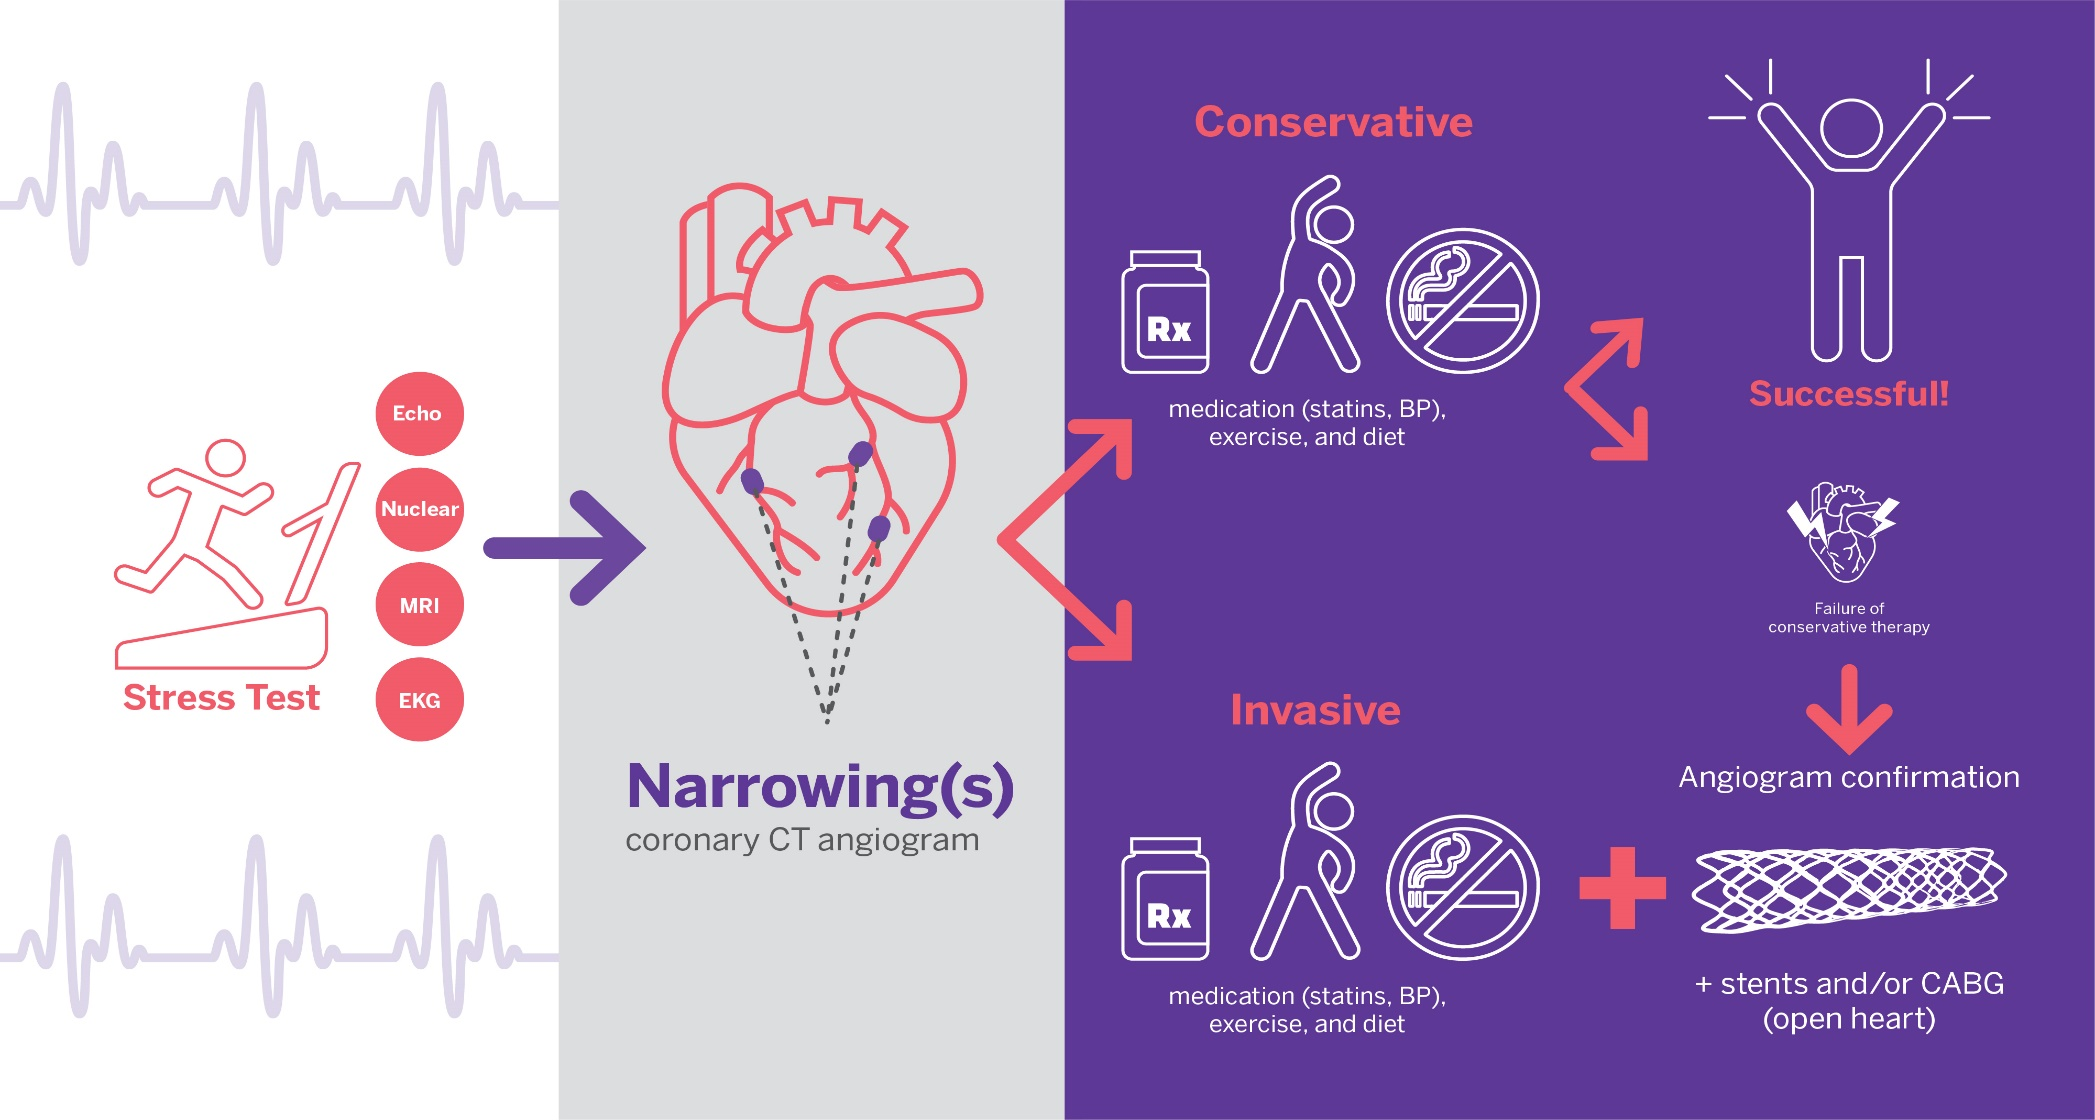 Echo
Nuclear
MRI
EKG
Stress Test
Narrowing(s)
coronary CT angiogram
Conservative
Rx
medication (statins, BP),
exercise, and diet
Successful!
Failure of
conservative therapy
Angiogram confirmation
Invasive
Rx
medication (statins, BP),
exercise, and diet
+ stents and/or CABG
(open heart)